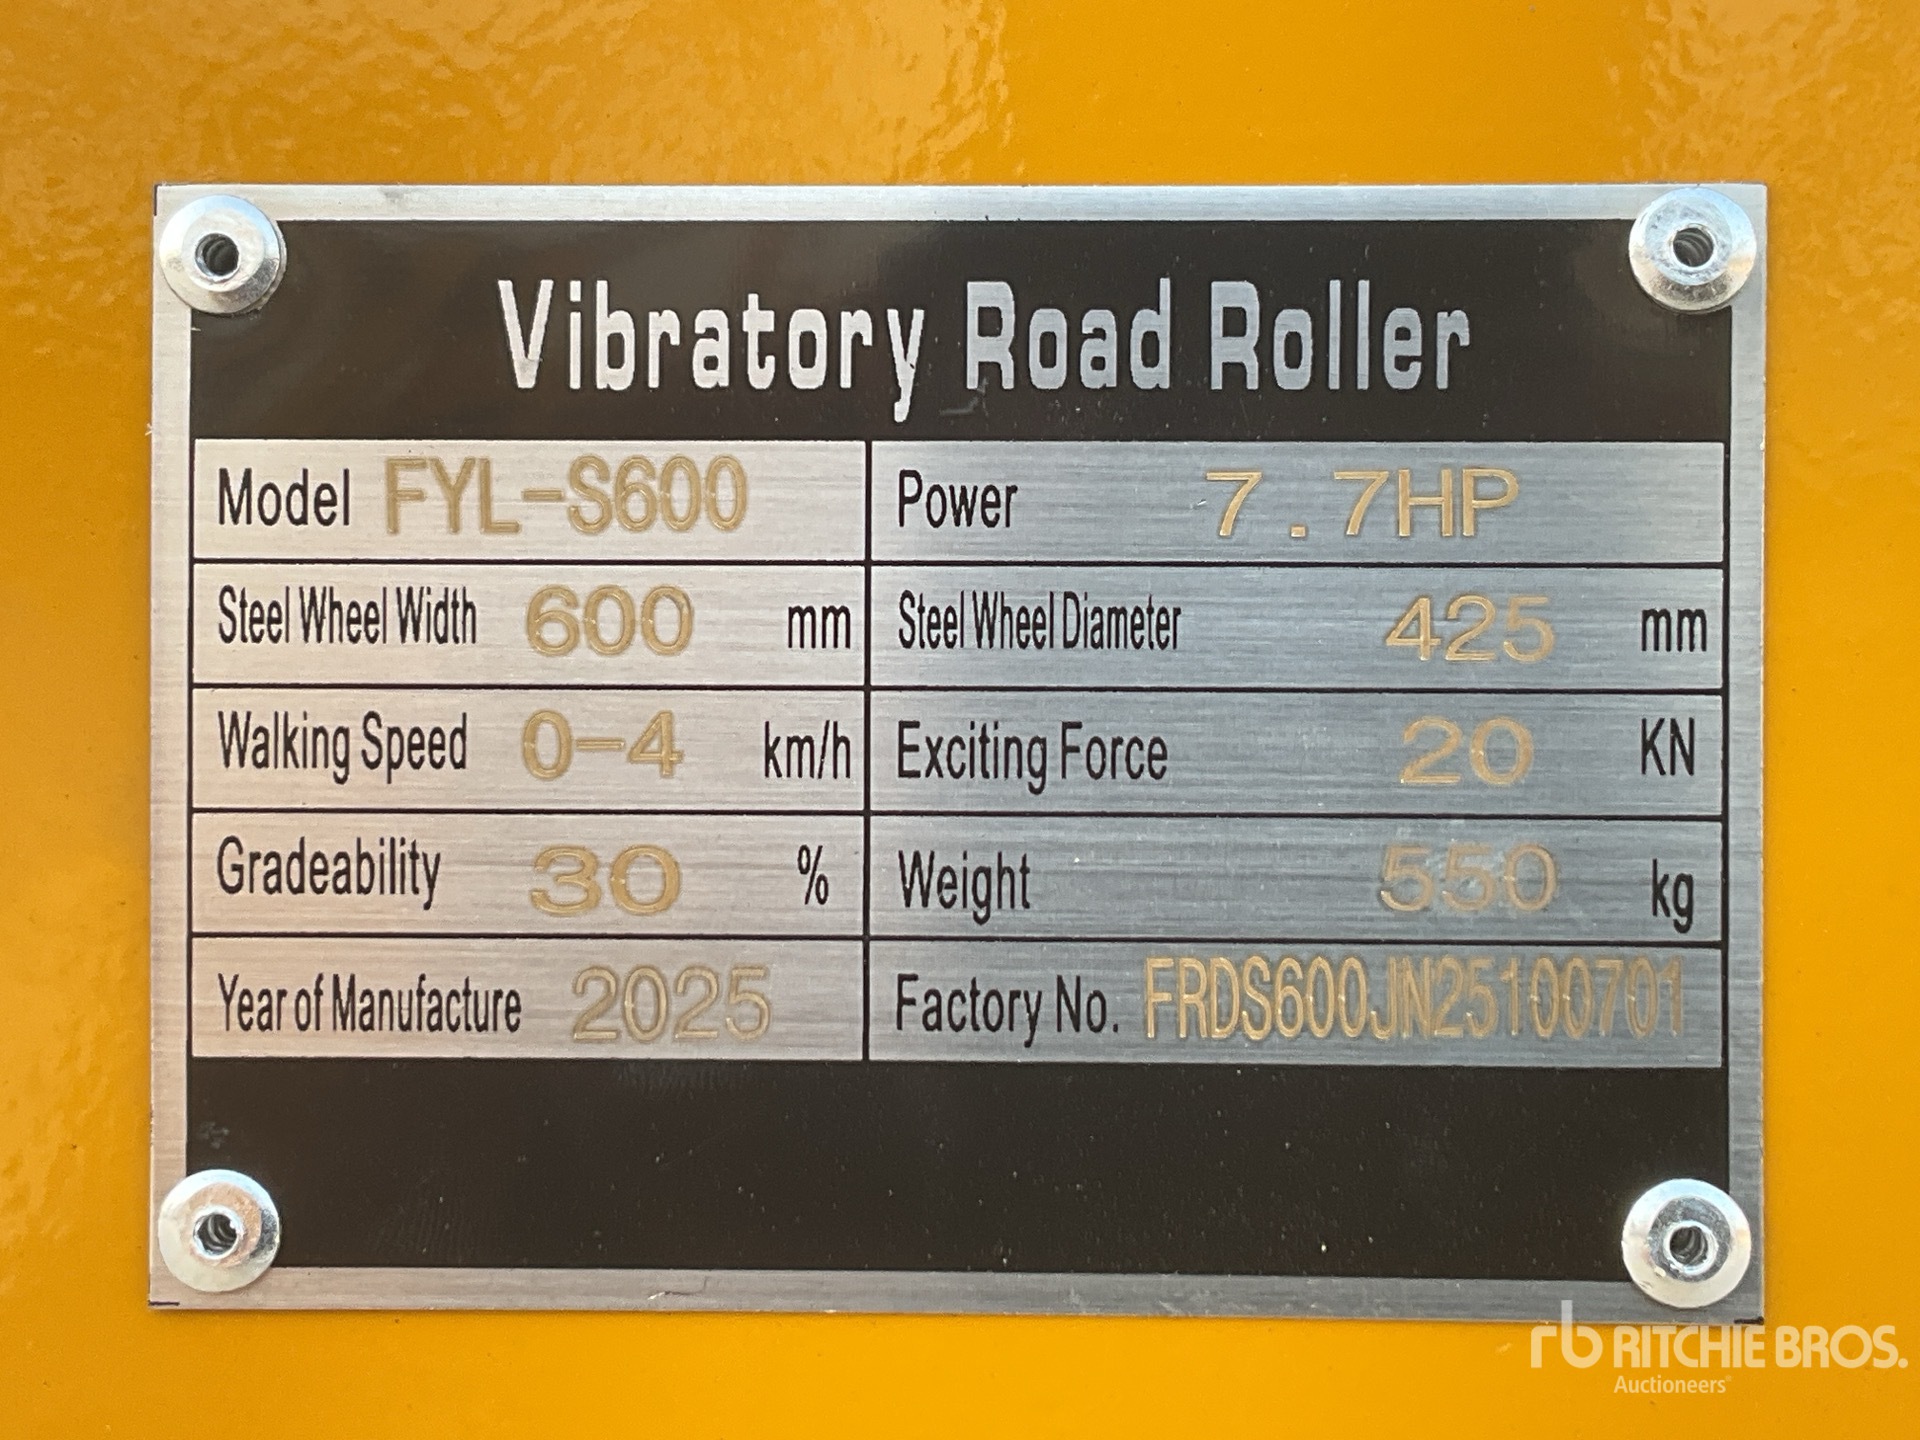 Vibratory Road Roller
Model FYL-S600 Power 7.7HP
Steel Wheel Width 600 mm Steel Wheel Diameter 425 mm
Walking Speed 0-4 km/h Exciting Force 20 KN
Gradeability 30 % Weight 550 kg
Year of Manufacture 2025 Factory No. FRDS600JN25100701
rb RITCHIE BROS.
Auctioneers